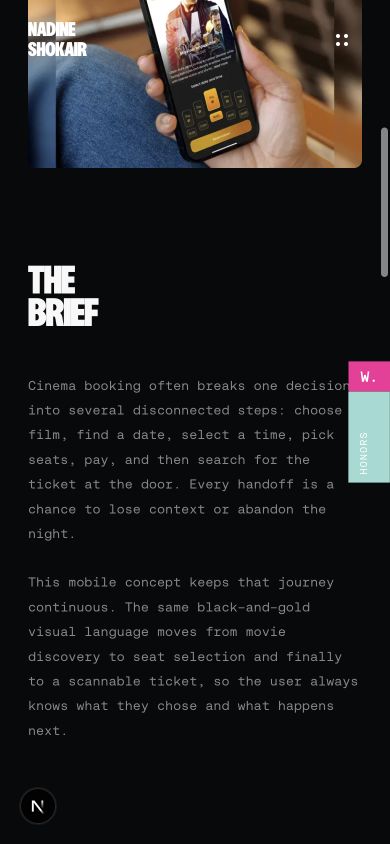 NADINE
SHOKAIR
THE
BRIEF
Cinema booking often breaks one decision
into several disconnected steps: choose
film, find a date, select a time, pick
seats, pay, and then search for the
ticket at the door. Every handoff is a
chance to lose context or abandon the
night.
W.
HONORS
This mobile concept keeps that journey
continuous. The same black-and-gold
visual language moves from movie
discovery to seat selection and finally
to a scannable ticket, so the user always
knows what they chose and what happens
next.
N